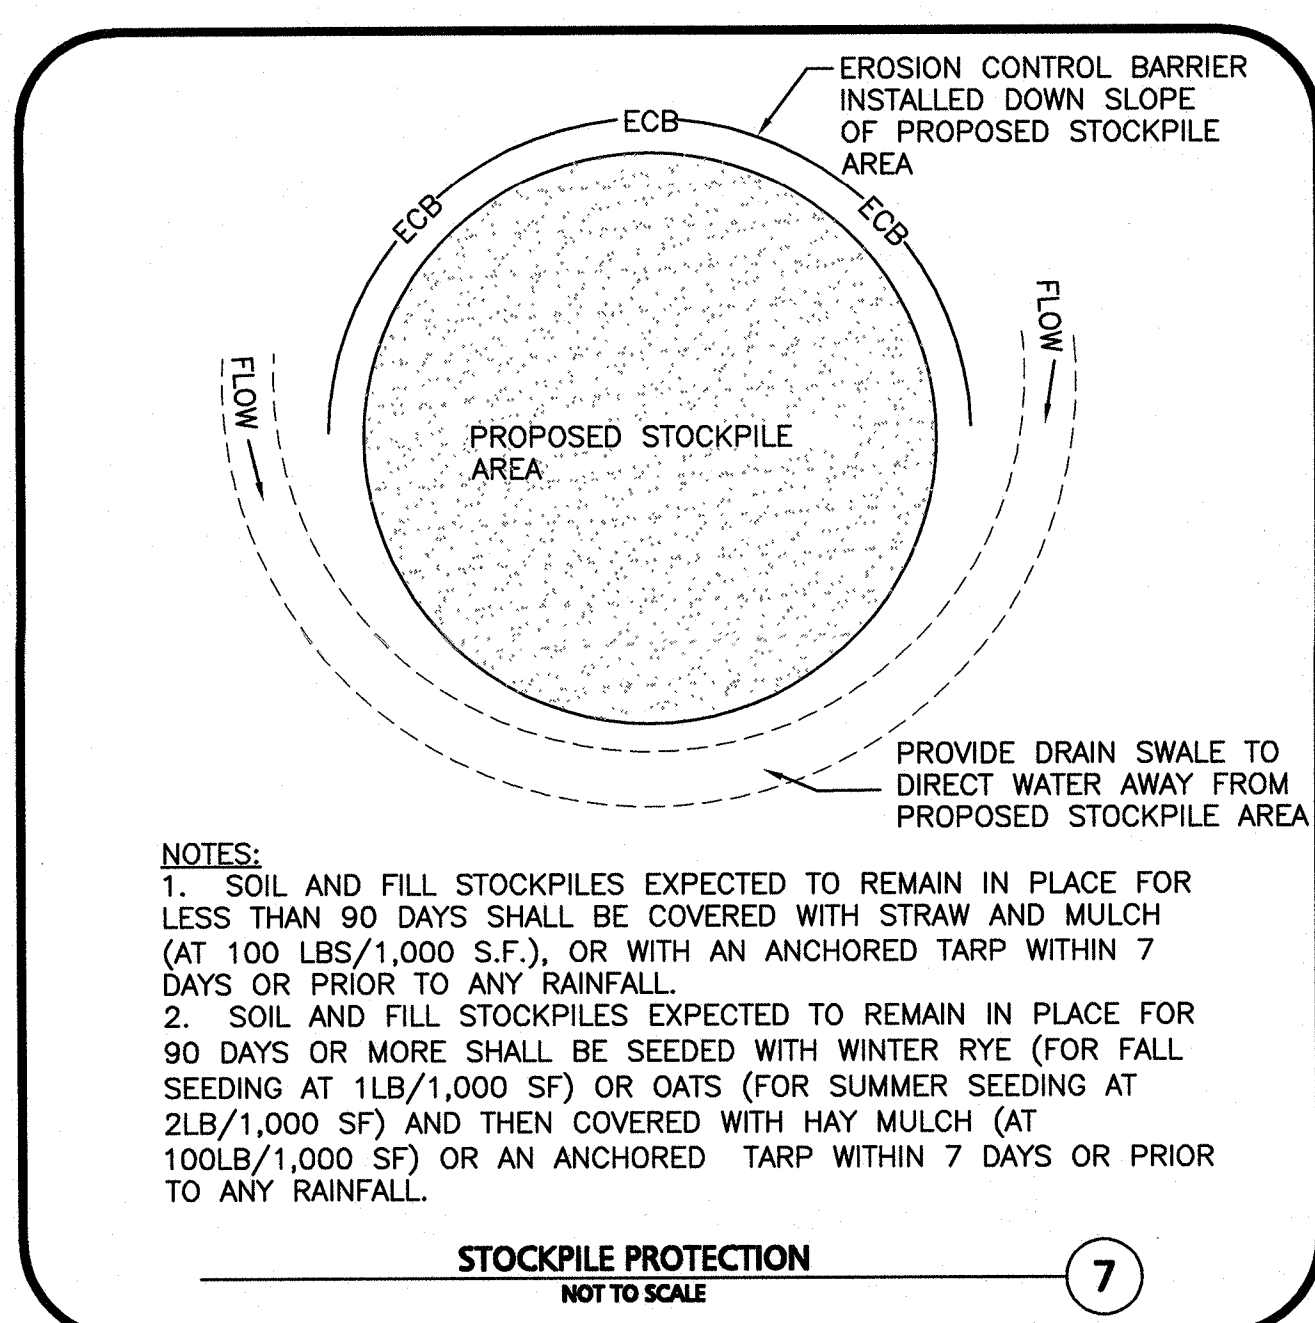 EROSION CONTROL BARRIER
INSTALLED DOWN SLOPE
OF PROPOSED STOCKPILE
AREA
ECB
ECB
ECB
FLOW
FLOW
PROPOSED STOCKPILE
AREA
PROVIDE DRAIN SWALE TO
DIRECT WATER AWAY FROM
PROPOSED STOCKPILE AREA
NOTES:
1. SOIL AND FILL STOCKPILES EXPECTED TO REMAIN IN PLACE FOR
LESS THAN 90 DAYS SHALL BE COVERED WITH STRAW AND MULCH
(AT 100 LBS/1,000 S.F.), OR WITH AN ANCHORED TARP WITHIN 7
DAYS OR PRIOR TO ANY RAINFALL.
2. SOIL AND FILL STOCKPILES EXPECTED TO REMAIN IN PLACE FOR
90 DAYS OR MORE SHALL BE SEEDED WITH WINTER RYE (FOR FALL
SEEDING AT 1LB/1,000 SF) OR OATS (FOR SUMMER SEEDING AT
2LB/1,000 SF) AND THEN COVERED WITH HAY MULCH (AT
100LB/1,000 SF) OR AN ANCHORED TARP WITHIN 7 DAYS OR PRIOR
TO ANY RAINFALL.
STOCKPILE PROTECTION
NOT TO SCALE
7